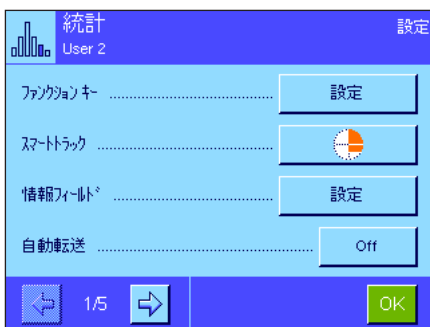 統計 設定
User 2
ﾌｧﾝｸｼｮﾝ ｷｰ ........................................ 設定
ｽﾏｰﾄﾄﾗｯｸ ...........................................
情報ﾌｨｰﾙﾄﾞ ....................................... 設定
自動転送 ..................................................... Off
1/5 OK